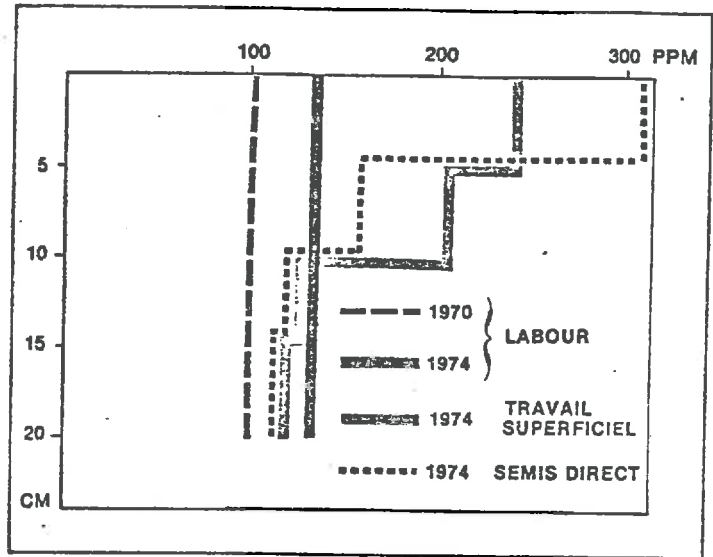 100 200 300 PPM
5
10
15
20
CM
1970
1974
LABOUR
1974 TRAVAIL
SUPERFICIEL
1974 SEMIS DIRECT